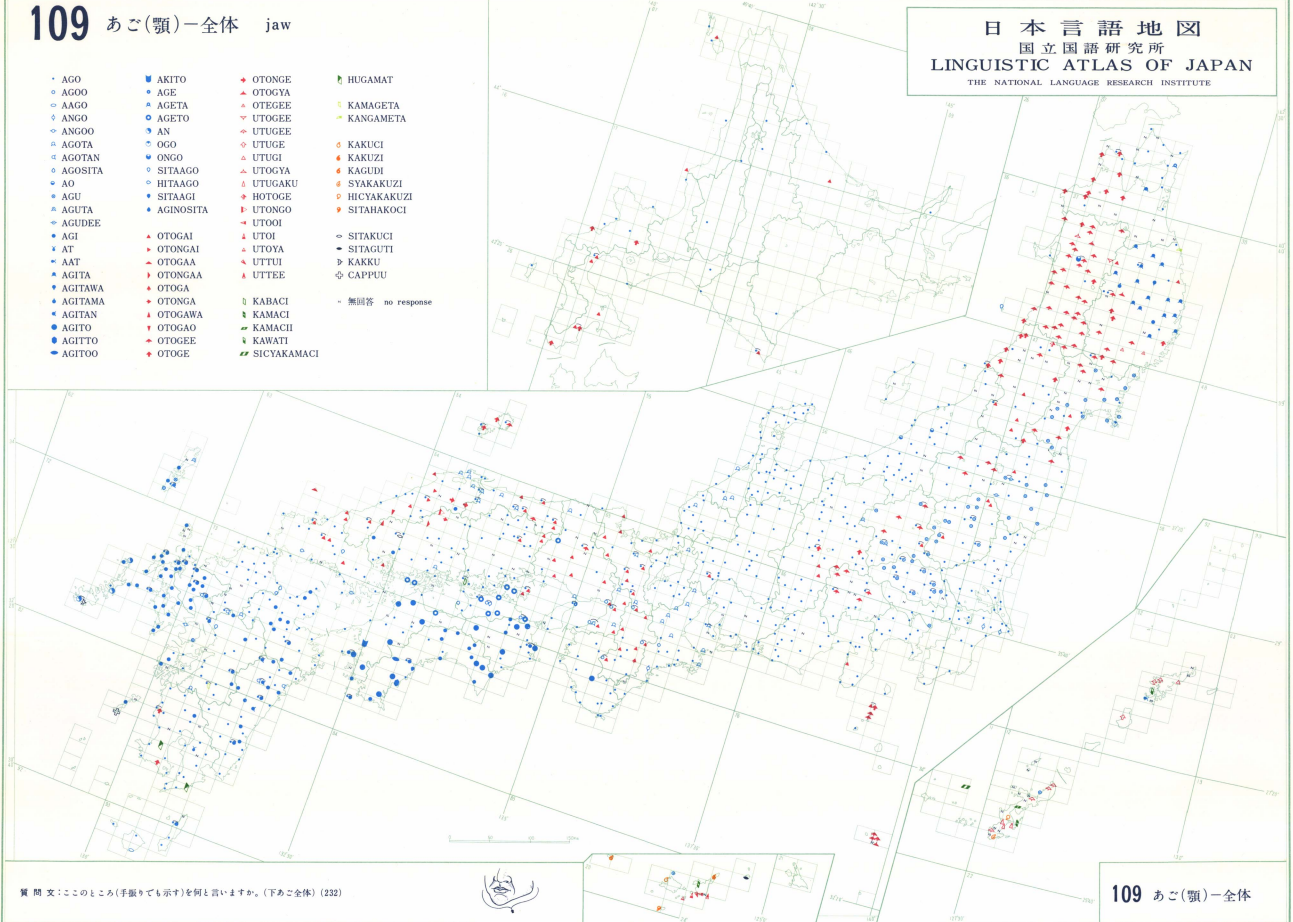 109 あご(顎)−全体 jaw
日本言語地図
国立国語研究所
LINGUISTIC ATLAS OF JAPAN
THE NATIONAL LANGUAGE RESEARCH INSTITUTE
AGO
AGOO
AAGO
ANGO
ANGOO
AGOTA
AGOTAN
AGOSITA
AO
AGU
AGUTA
AGUDEE
AGI
AT
AAT
AGITA
AGITAWA
AGITAMA
AGITAN
AGITO
AGITTO
AGITOO
AKITO
AGE
AGETA
AGETO
AN
OGO
ONGO
SITAAGO
HITAAGO
SITAAGI
AGINOSITA
OTOGAI
OTONGAI
OTOGAA
OTONGAA
OTOGA
OTONGA
OTOGAWA
OTOGAO
OTOGEE
OTOGE
OTONGE
OTOGYA
OTEGEE
UTOGEE
UTUGEE
UTUGE
UTUGI
UTOGYA
UTUGAKU
HOTOGE
UTONGO
UTOOI
UTOI
UTOYA
UTTUI
UTTEE
KABACI
KAMACI
KAMACII
KAWATI
SICYAKAMACI
HUGAMAT
KAMAGETA
KANGAMETA
KAKUCI
KAKUZI
KAGUDI
SYAKAKUZI
HICYAKAKUZI
SITAHAKOCI
SITAKUCI
SITAGUTI
KAKKU
CAPPUU
無回答 no response
質問文：ここのところ(手振りでも示す)を何と言いますか。(下あご全体) (232)
109 あご(顎)−全体